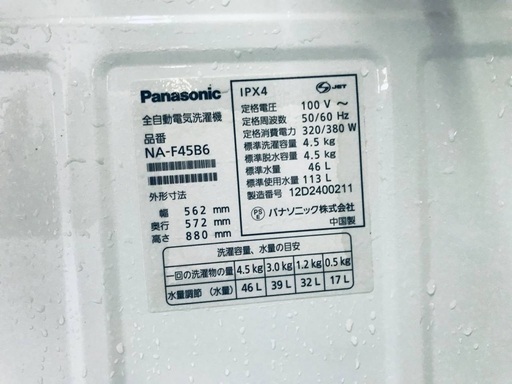 Panasonic
全自動電気洗濯機
品番
NA-F45B6
外形寸法
幅 562 mm
奥行 572 mm
高さ 880 mm
IPX4
S JET
定格電圧 100 V ～
定格周波数 50/60 Hz
定格消費電力 320/380 W
標準洗濯容量 4.5 kg
標準脱水容量 4.5 kg
標準水量 46 L
標準使用水量 113 L
製造番号 12D2400211
PS E パナソニック株式会社
中国製
洗濯容量、水量の目安
一回の洗濯物の量 4.5 kg 3.0 kg 1.2 kg 0.5 kg
水量調節（水量） 46 L 39 L 32 L 17 L